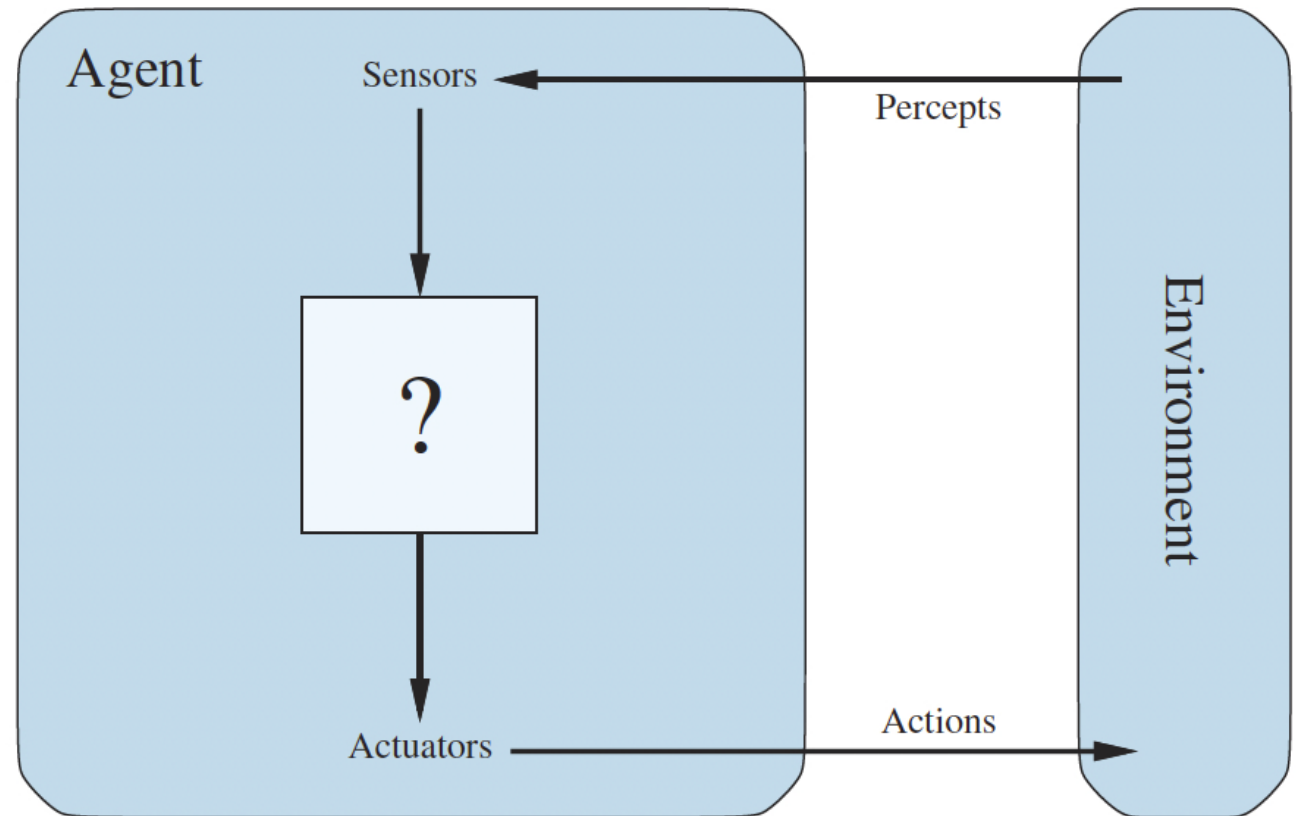 Agent
Sensors
Percepts
?
Environment
Actions
Actuators